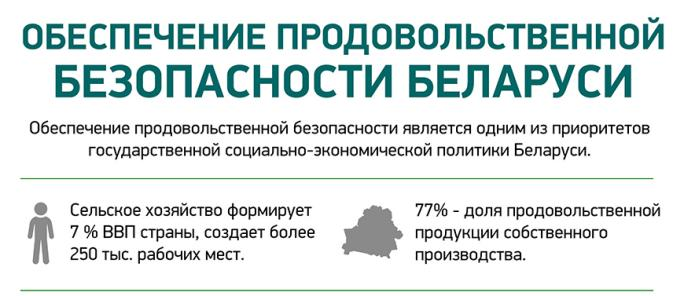 ОБЕСПЕЧЕНИЕ ПРОДОВОЛЬСТВЕННОЙ
БЕЗОПАСНОСТИ БЕЛАРУСИ
Обеспечение продовольственной безопасности является одним из приоритетов
государственной социально-экономической политики Беларуси.
Сельское хозяйство формирует
7 % ВВП страны, создает более
250 тыс. рабочих мест.
77% - доля продовольственной
продукции собственного
производства.